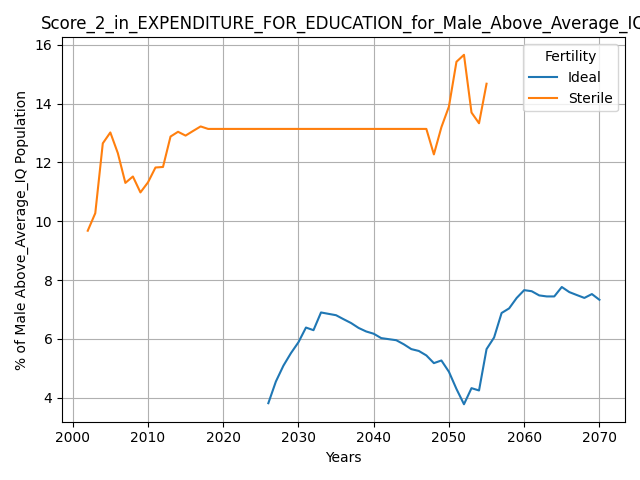 Score_2_in_EXPENDITURE_FOR_EDUCATION_for_Male_Above_Average_IQ
16
14
12
10
8
6
4
% of Male Above_Average_IQ Population
Fertility
Ideal
Sterile
2000 2010 2020 2030 2040 2050 2060 2070
Years